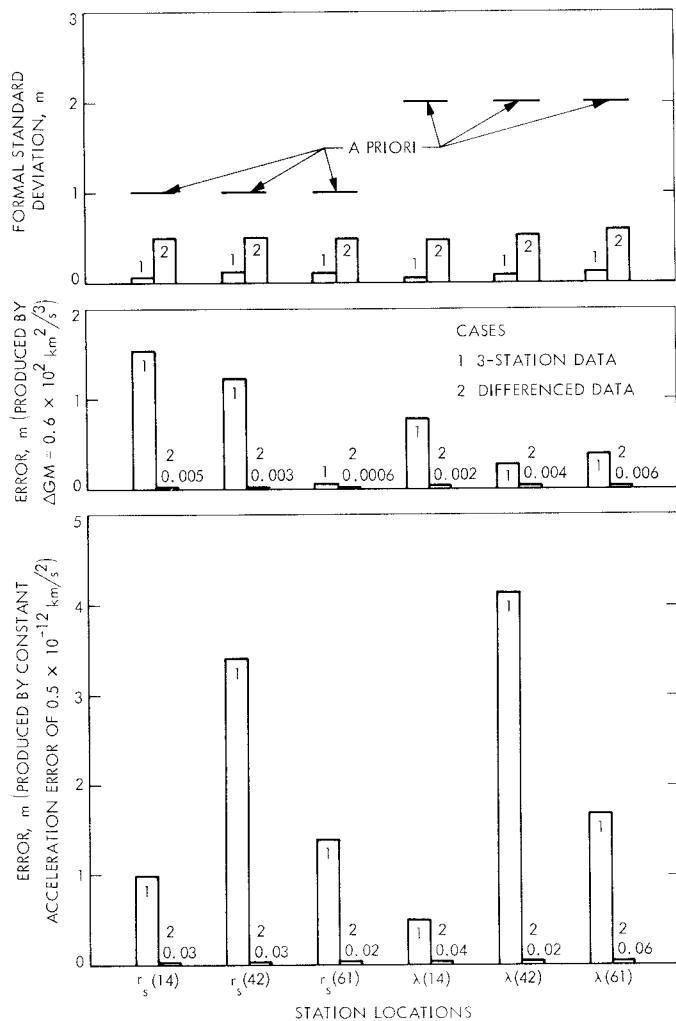 FORMAL STANDARD
DEVIATION, m
3
2
1
0
A PRIORI
1 2 1 2 1 2 1 2 1 2 1 2
ERROR, m (PRODUCED BY
ΔGM = 0.6 × 10² km²/s³)
2
1
0
CASES
1 3-STATION DATA
2 DIFFERENCED DATA
1 1 1 1 1 1
2 2 2 2 2 2
0.005 0.003 0.0006 0.002 0.004 0.006
ERROR, m (PRODUCED BY CONSTANT
ACCELERATION ERROR OF 0.5 × 10⁻¹² km/s²)
5
4
3
2
1
0
1 1 1 1 1 1
2 2 2 2 2 2
0.03 0.03 0.02 0.04 0.02 0.06
r_s(14) r_s(42) r_s(61) λ(14) λ(42) λ(61)
STATION LOCATIONS